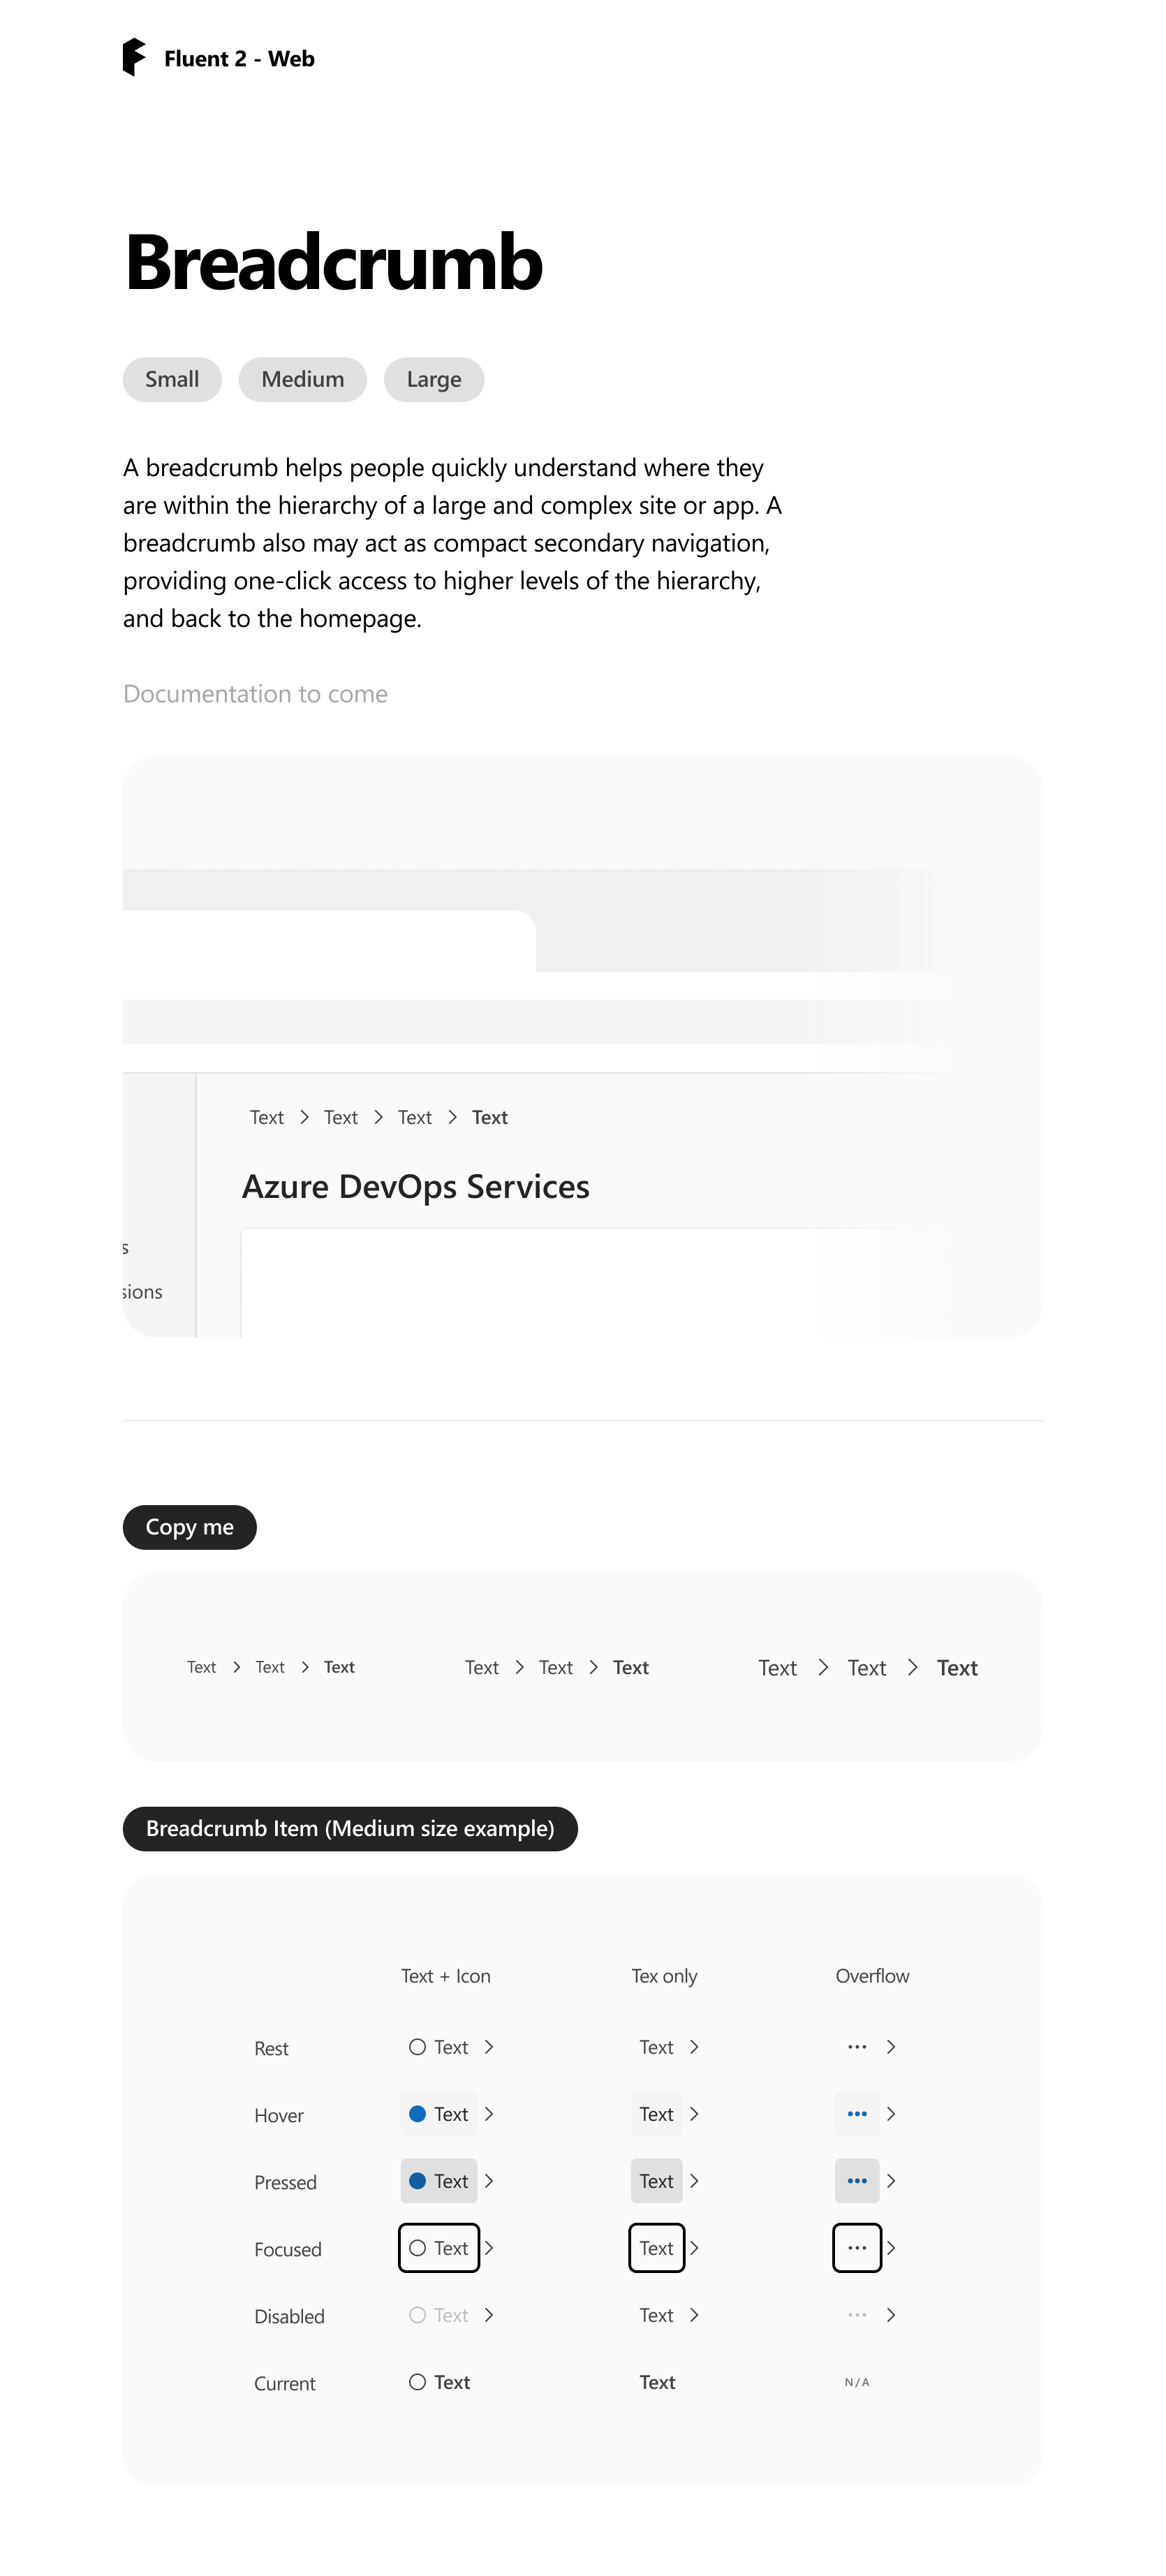 Fluent 2 - Web
Breadcrumb
Small Medium Large
A breadcrumb helps people quickly understand where they
are within the hierarchy of a large and complex site or app. A
breadcrumb also may act as compact secondary navigation,
providing one-click access to higher levels of the hierarchy,
and back to the homepage.
Documentation to come
Text > Text > Text > Text
Azure DevOps Services
s
sions
Copy me
Text > Text > Text Text > Text > Text Text > Text > Text
Breadcrumb Item (Medium size example)
Text + Icon Tex only Overflow
Rest Text > Text > ··· >
Hover Text > Text > ··· >
Pressed Text > Text > ··· >
Focused Text > Text > ··· >
Disabled Text > Text > ··· >
Current Text Text N/A